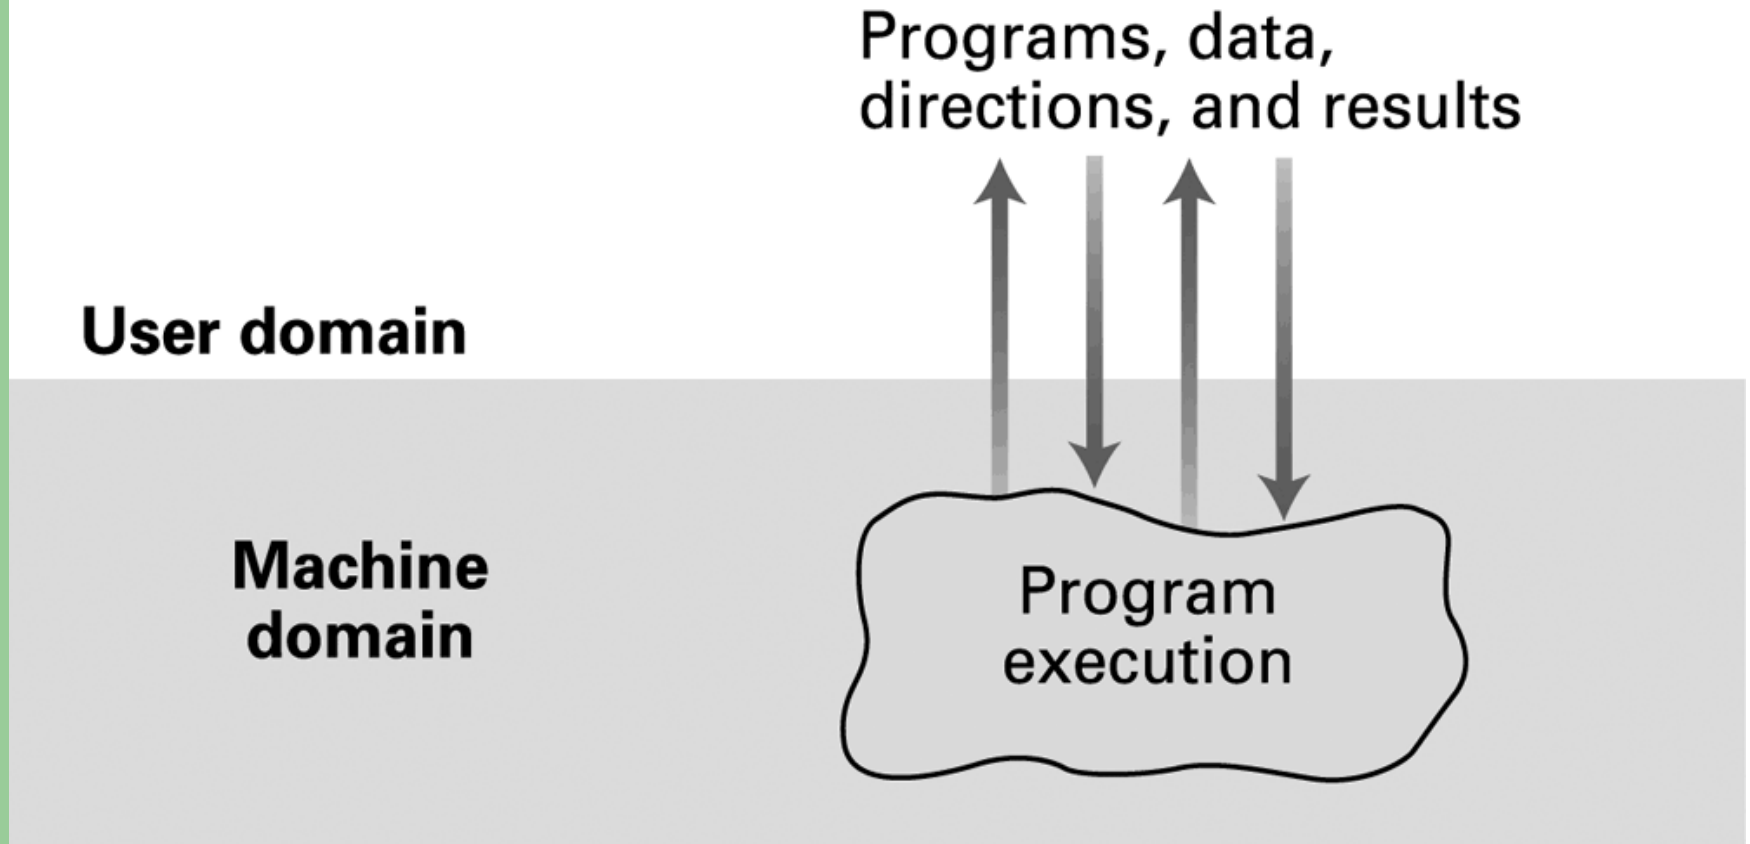 Programs, data,
directions, and results
User domain
Machine
domain
Program
execution